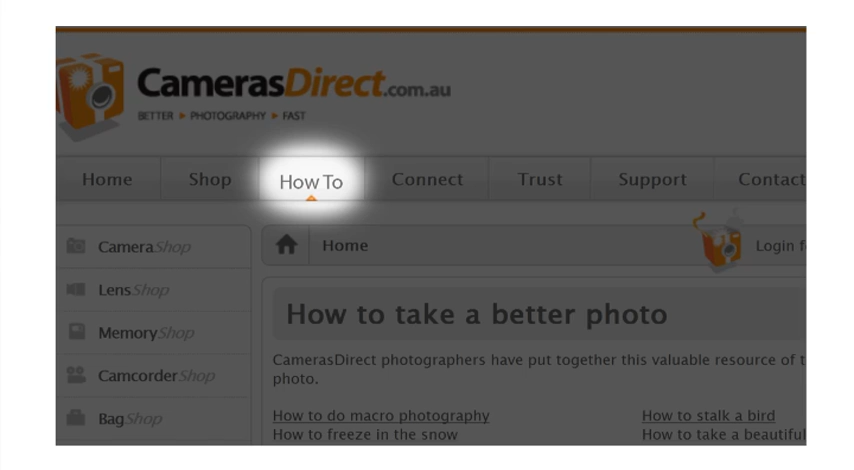 CamerasDirect.com.au
BETTER ▸ PHOTOGRAPHY ▸ FAST
Home Shop How To Connect Trust Support Contact
Home
Login
CameraShop
LensShop
MemoryShop
CamcorderShop
BagShop
How to take a better photo
CamerasDirect photographers have put together this valuable resource of
photo.
How to do macro photography
How to freeze in the snow
How to stalk a bird
How to take a beautiful